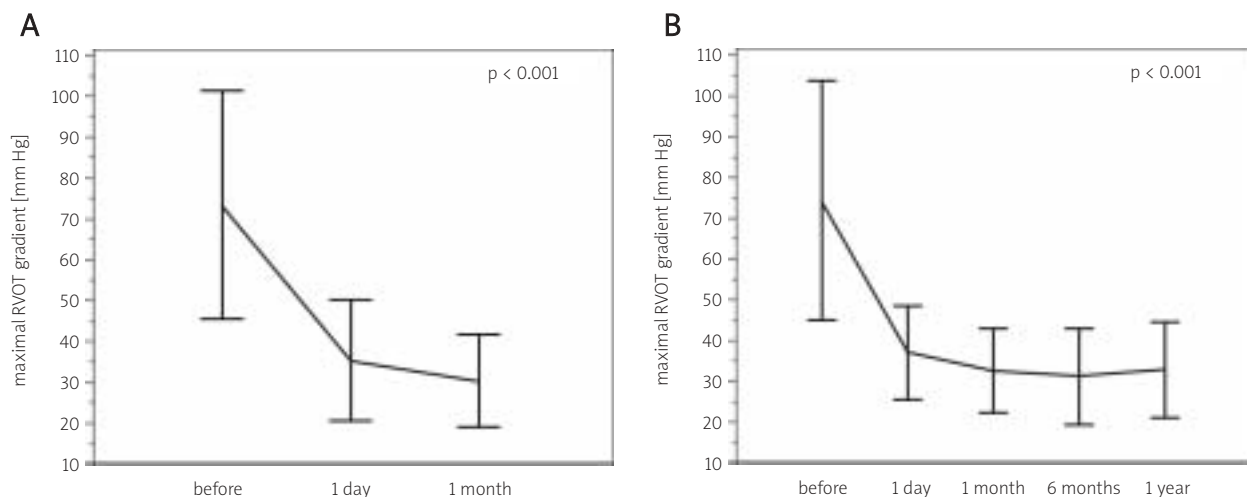 A
maximal RVOT gradient [mm Hg]
110
100
90
80
70
60
50
40
30
20
10
p < 0.001
before 1 day 1 month
B
maximal RVOT gradient [mm Hg]
110
100
90
80
70
60
50
40
30
20
10
p < 0.001
before 1 day 1 month 6 months 1 year